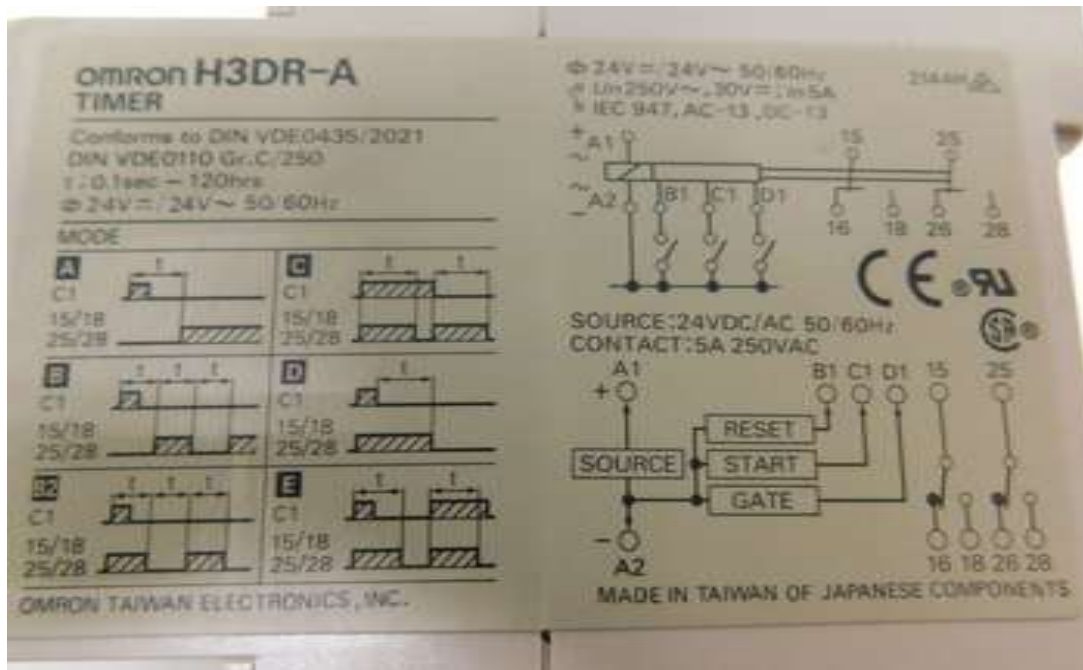 OMRON H3DR-A
TIMER
Conforms to DIN VDE0435/2021
DIN VDE0110 Gr.C/250
t : 0.1sec - 120hrs
24V=/24V~ 50/60Hz
MODE
A
C1
15/18
25/28
t
C
C1
15/18
25/28
t t
B
C1
15/18
25/28
t t t
D
C1
15/18
25/28
t
B2
C1
15/18
25/28
t t t
E
C1
15/18
25/28
t t
OMRON TAIWAN ELECTRONICS, INC.
24V=/24V~ 50/60Hz
250V~, 30V=
5A
IEC 947, AC-13, DC-13
+ A1
~
~ A2
-
B1 C1 D1
15 25
16 18 26 28
CE
SOURCE:24VDC/AC 50/60Hz
CONTACT:5A 250VAC
A1 B1 C1 D1 15 25
+
RESET
SOURCE START
GATE
-
A2
16 18 26 28
MADE IN TAIWAN OF JAPANESE COMPONENTS